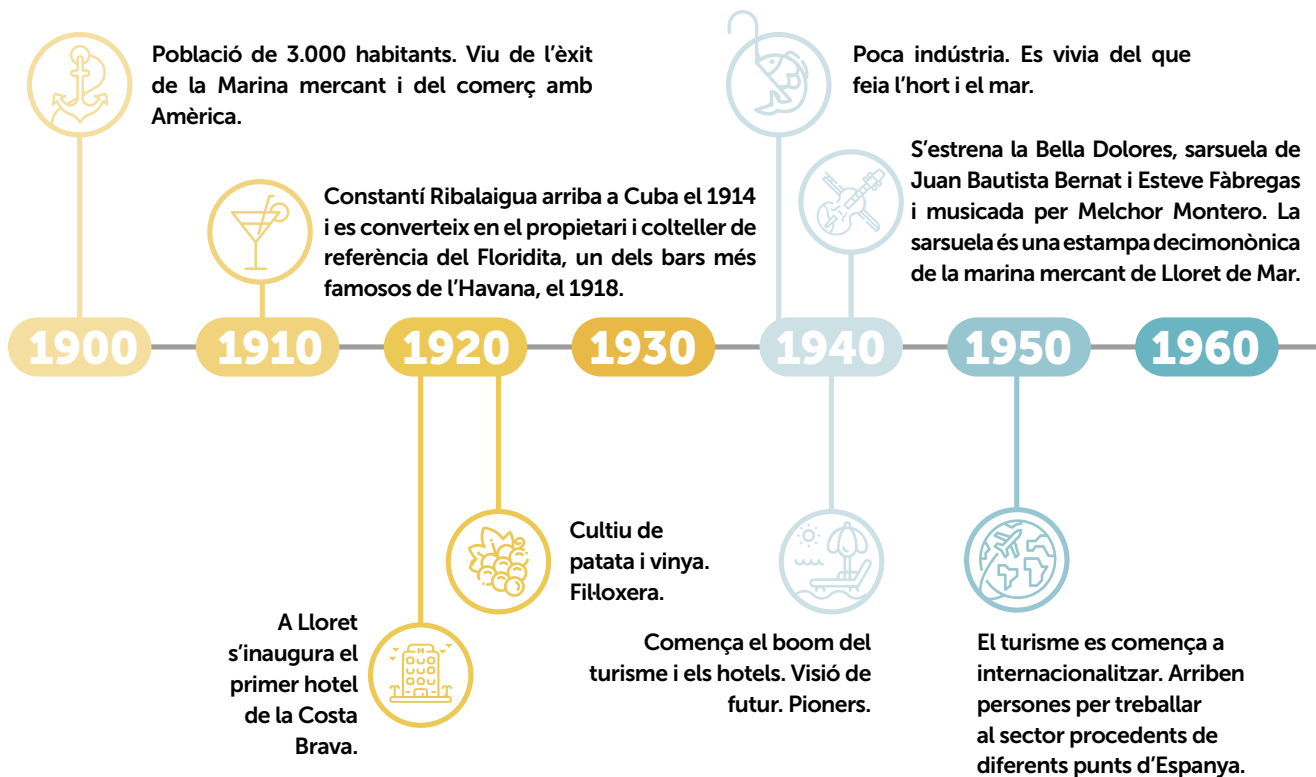 Població de 3.000 habitants. Viu de l’èxit
de la Marina mercant i del comerç amb
Amèrica.
Poca indústria. Es vivia del que
feia l’hort i el mar.
Constantí Ribalaigua arriba a Cuba el 1914
i es converteix en el propietari i colteller de
referència del Floridita, un dels bars més
famosos de l’Havana, el 1918.
S’estrena la Bella Dolores, sarsuela de
Juan Bautista Bernat i Esteve Fàbregas
i musicada per Melchor Montero. La
sarsuela és una estampa decimonònica
de la marina mercant de Lloret de Mar.
1900
1910
1920
1930
1940
1950
1960
A Lloret
s’inaugura el
primer hotel
de la Costa
Brava.
Cultiu de
patata i vinya.
Fil·loxera.
Comença el boom del
turisme i els hotels. Visió de
futur. Pioners.
El turisme es comença a
internacionalitzar. Arriben
persones per treballar
al sector procedents de
diferents punts d’Espanya.